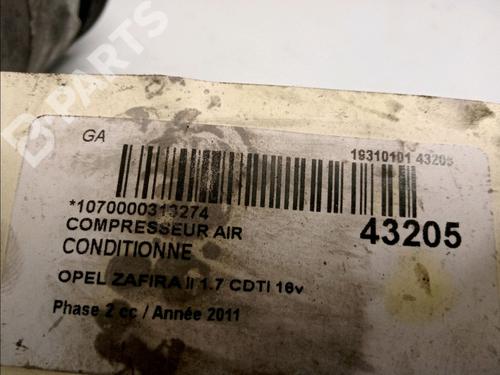 B PARTS
GA
19310101 43205
*1070000313274
COMPRESSEUR AIR
43205
CONDITIONNE
OPEL ZAFIRA II 1.7 CDTI 16v
Phase 2 cc / Année 2011